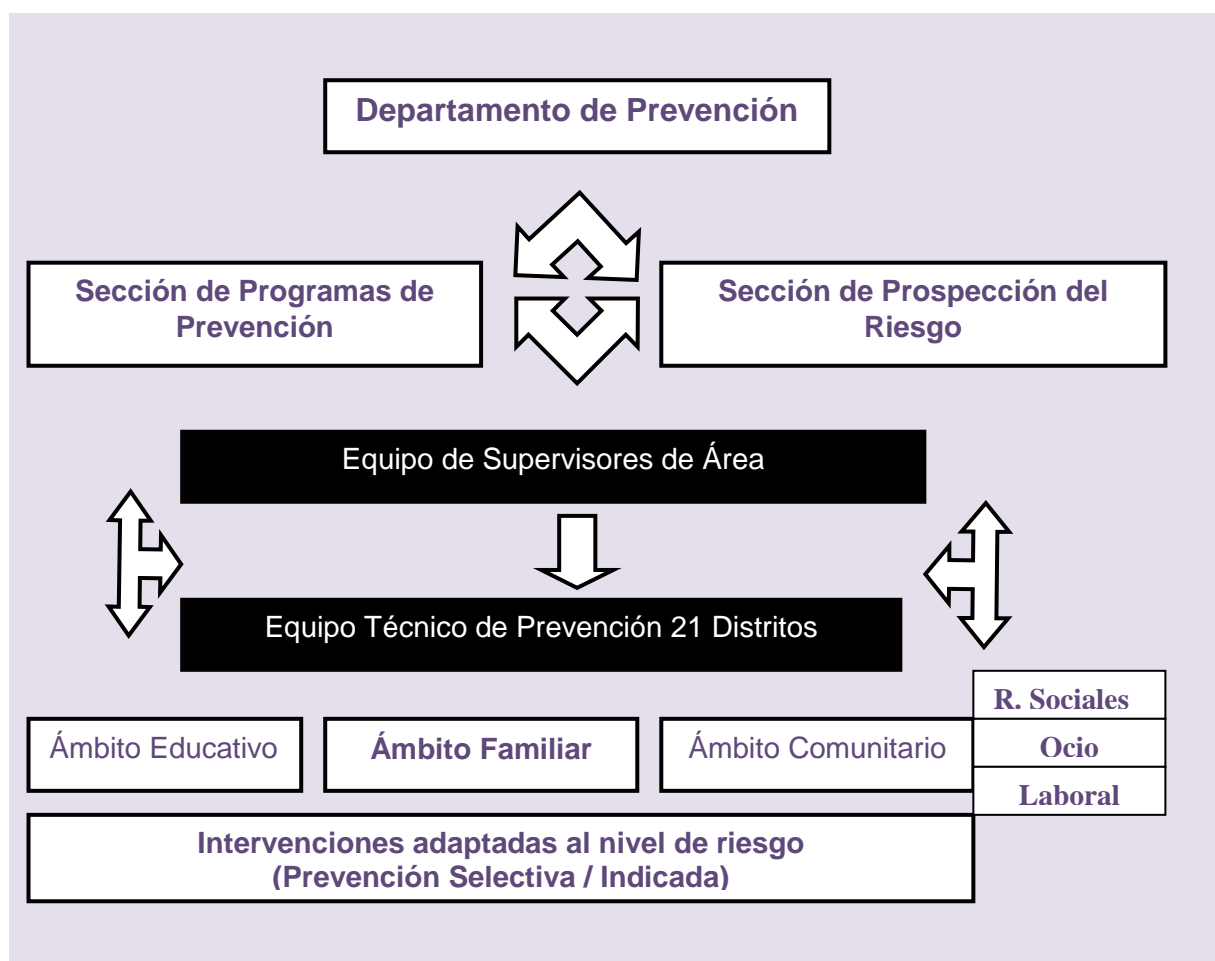 Departamento de Prevención
Sección de Programas de
Prevención
Sección de Prospección del
Riesgo
Equipo de Supervisores de Área
Equipo Técnico de Prevención 21 Distritos
Ámbito Educativo
Ámbito Familiar
Ámbito Comunitario
R. Sociales
Ocio
Laboral
Intervenciones adaptadas al nivel de riesgo
(Prevención Selectiva / Indicada)